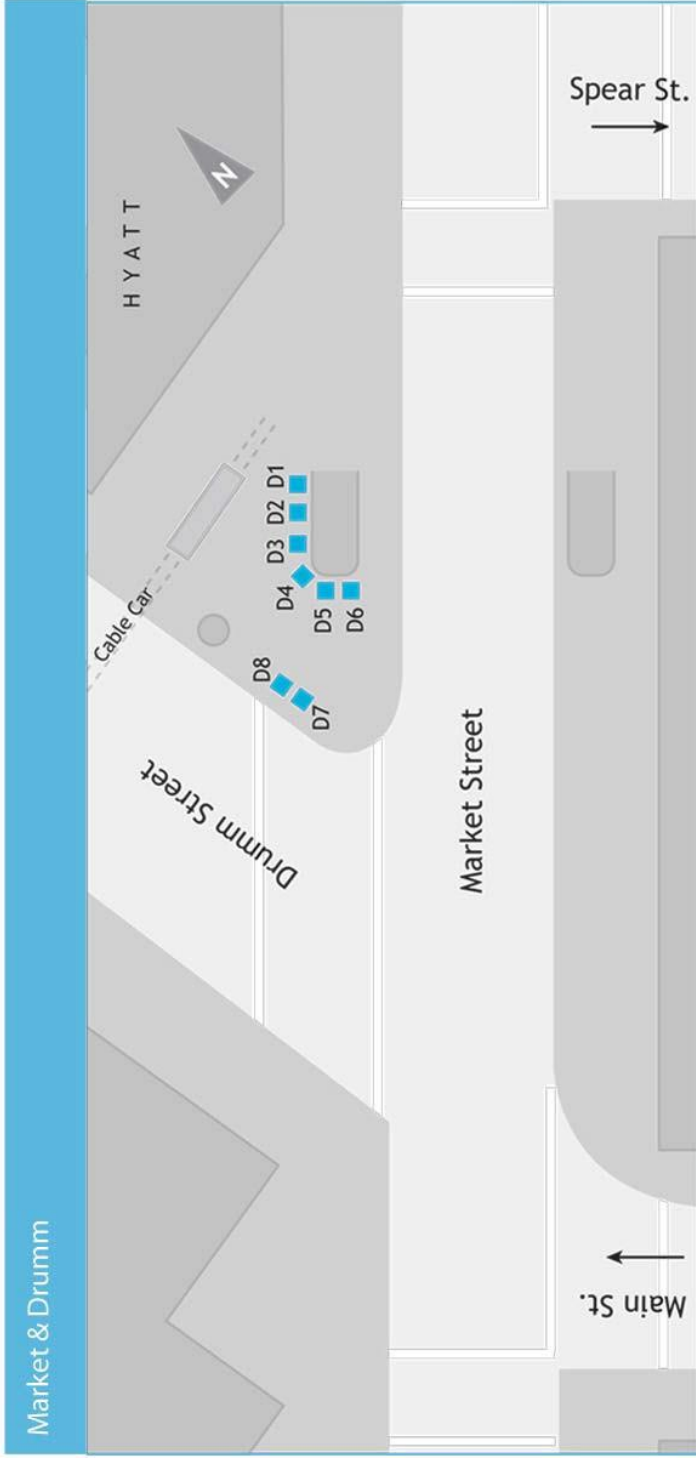 Market & Drumm
HYATT
N
Spear St.
Cable Car
D1
D2
D3
D4
D5
D6
D8
D7
Drumm Street
Market Street
Main St.